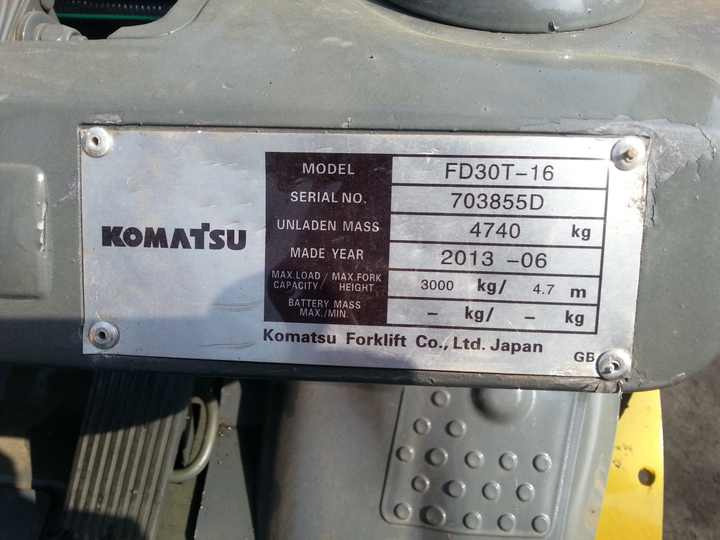 KOMATSU
MODEL FD30T-16
SERIAL NO. 703855D
UNLADEN MASS 4740 kg
MADE YEAR 2013 -06
MAX.LOAD / MAX.FORK
CAPACITY / HEIGHT 3000 kg/ 4.7 m
BATTERY MASS
MAX./MIN. - kg/ - kg
Komatsu Forklift Co., Ltd. Japan
GB